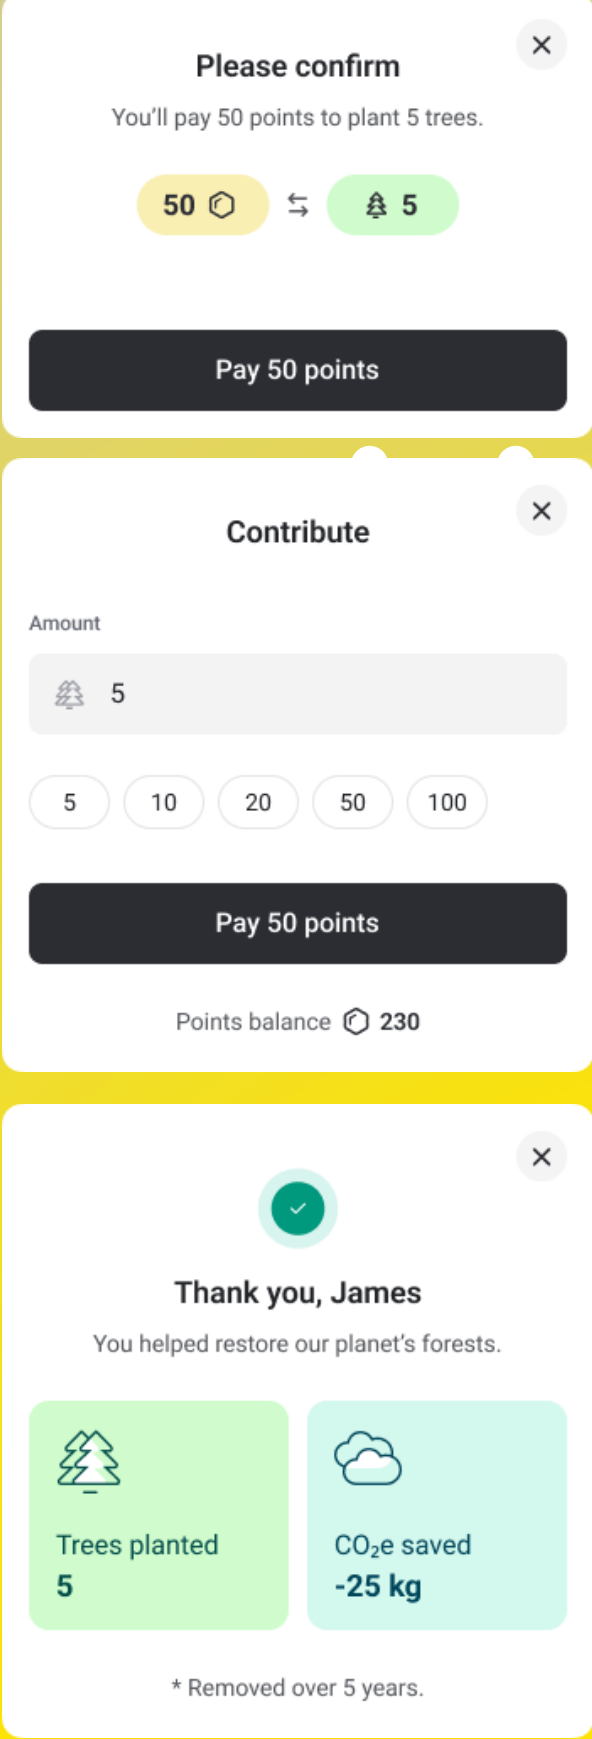 Please confirm
You'll pay 50 points to plant 5 trees.
50
5
Pay 50 points
Contribute
Amount
5
5 10 20 50 100
Pay 50 points
Points balance 230
Thank you, James
You helped restore our planet's forests.
Trees planted
5
CO₂e saved
-25 kg
* Removed over 5 years.